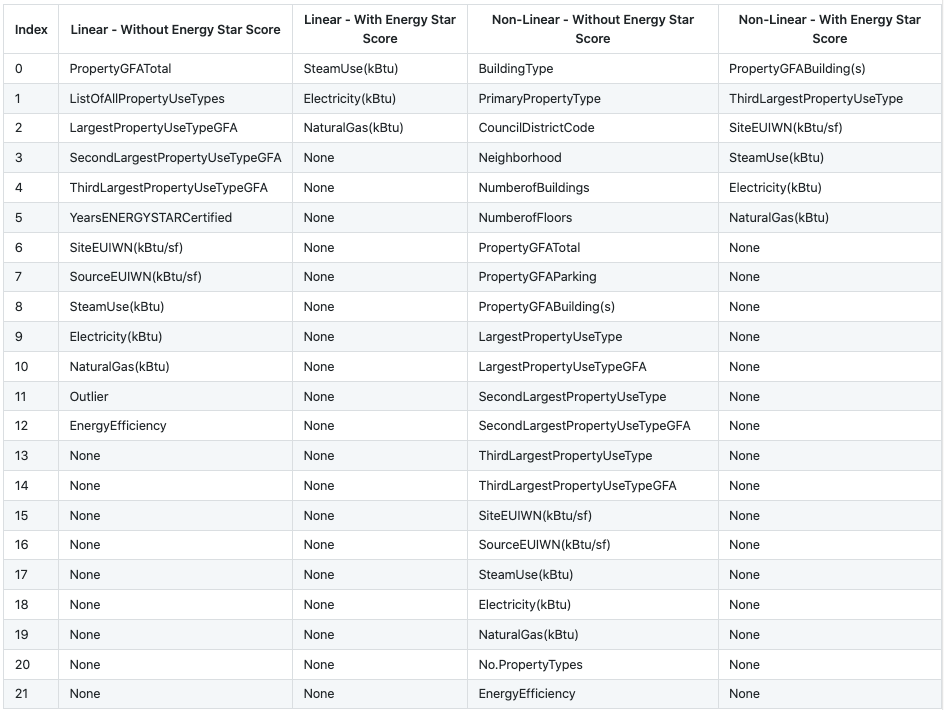 Index Linear - Without Energy Star Score Linear - With Energy Star Score Non-Linear - Without Energy Star Score Non-Linear - With Energy Star Score
0 PropertyGFATotal SteamUse(kBtu) BuildingType PropertyGFABuilding(s)
1 ListOfAllPropertyUseTypes Electricity(kBtu) PrimaryPropertyType ThirdLargestPropertyUseType
2 LargestPropertyUseTypeGFA NaturalGas(kBtu) CouncilDistrictCode SiteEUIWN(kBtu/sf)
3 SecondLargestPropertyUseTypeGFA None Neighborhood SteamUse(kBtu)
4 ThirdLargestPropertyUseTypeGFA None NumberofBuildings Electricity(kBtu)
5 YearsENERGYSTARCertified None NumberofFloors NaturalGas(kBtu)
6 SiteEUIWN(kBtu/sf) None PropertyGFATotal None
7 SourceEUIWN(kBtu/sf) None PropertyGFAParking None
8 SteamUse(kBtu) None PropertyGFABuilding(s) None
9 Electricity(kBtu) None LargestPropertyUseType None
10 NaturalGas(kBtu) None LargestPropertyUseTypeGFA None
11 Outlier None SecondLargestPropertyUseType None
12 EnergyEfficiency None SecondLargestPropertyUseTypeGFA None
13 None None ThirdLargestPropertyUseType None
14 None None ThirdLargestPropertyUseTypeGFA None
15 None None SiteEUIWN(kBtu/sf) None
16 None None SourceEUIWN(kBtu/sf) None
17 None None SteamUse(kBtu) None
18 None None Electricity(kBtu) None
19 None None NaturalGas(kBtu) None
20 None None No.PropertyTypes None
21 None None EnergyEfficiency None